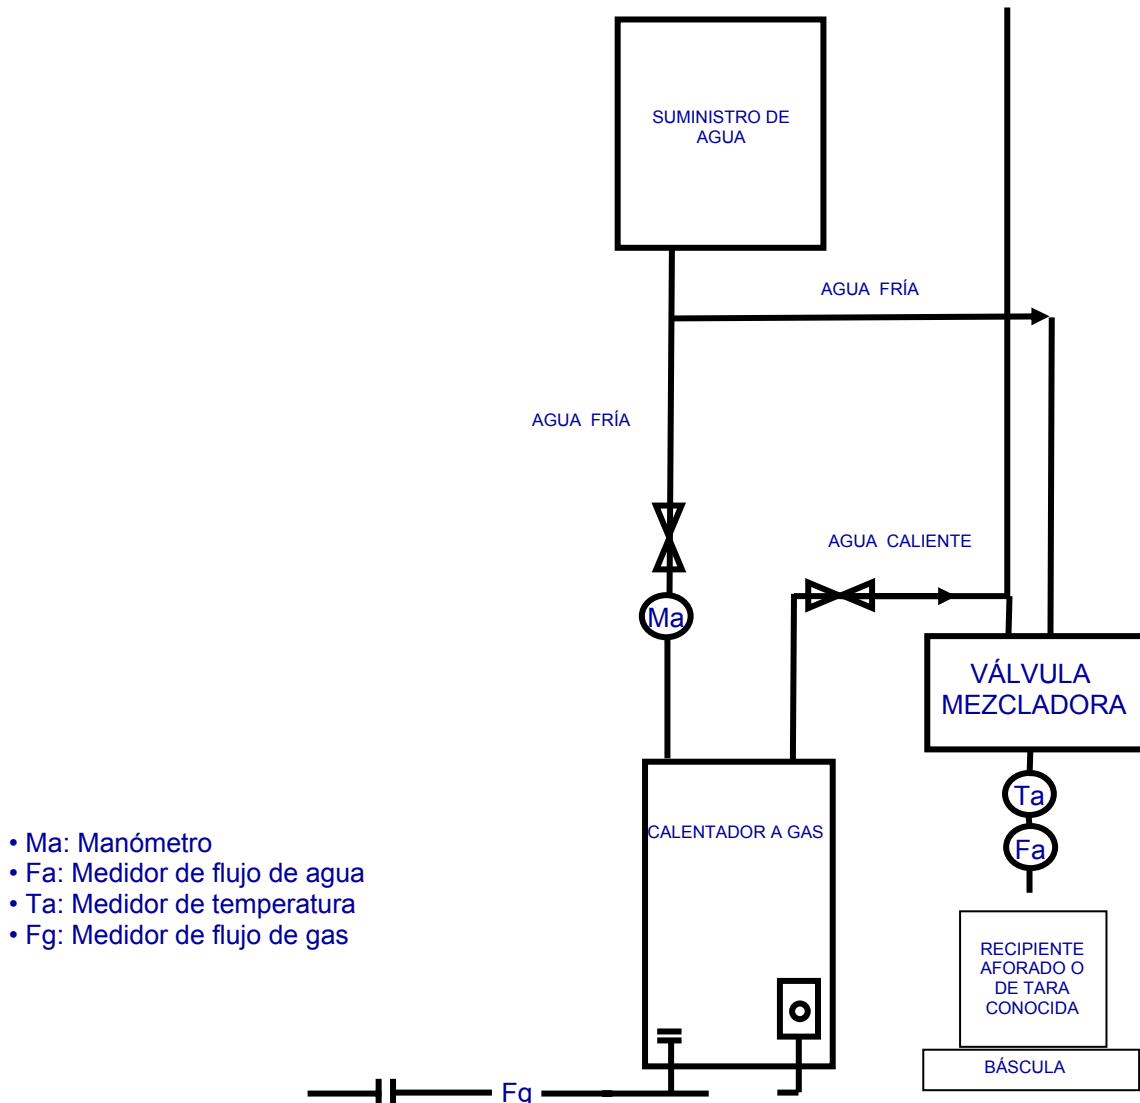 SUMINISTRO DE
AGUA
AGUA FRÍA
AGUA FRÍA
AGUA CALIENTE
Ma
VÁLVULA
MEZCLADORA
Ta
CALENTADOR A GAS
Fa
• Ma: Manómetro
• Fa: Medidor de flujo de agua
• Ta: Medidor de temperatura
• Fg: Medidor de flujo de gas
RECIPIENTE
AFORADO O
DE TARA
CONOCIDA
BÁSCULA
Fg